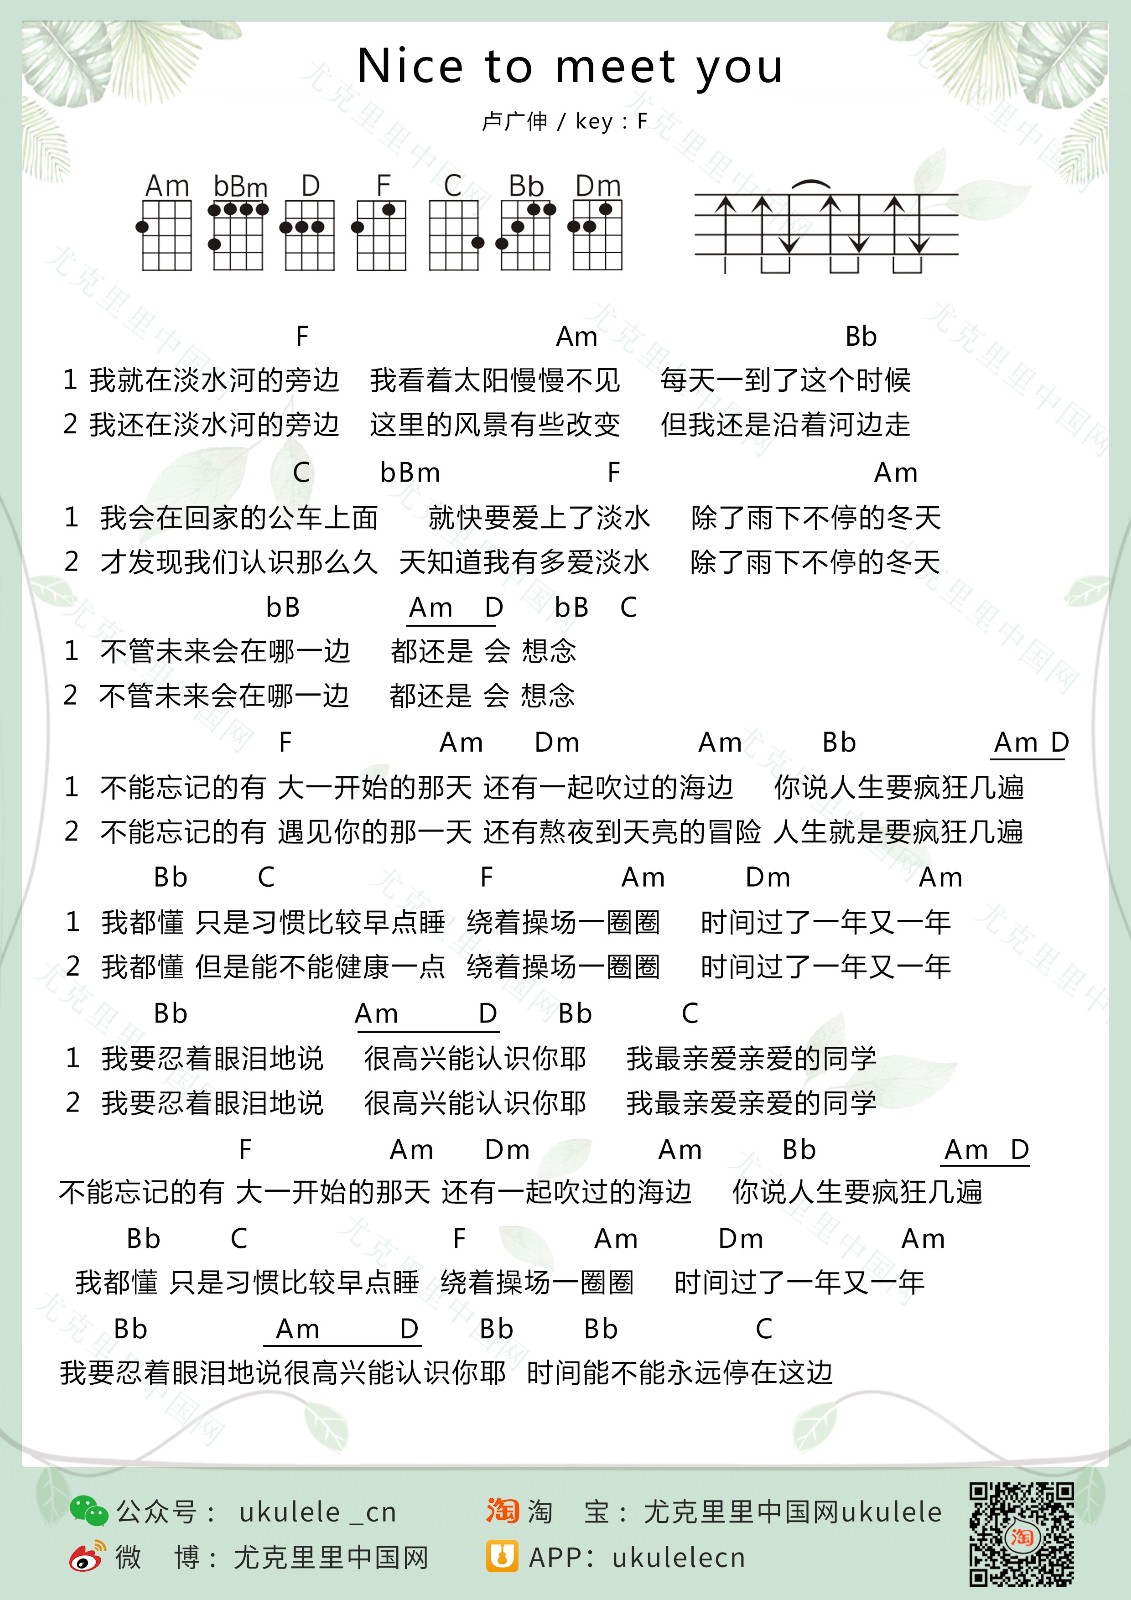 Nice to meet you
卢广伸 / key : F
Am bBm D F C Bb Dm
F Am Bb
1 我就在淡水河的旁边 我看着太阳慢慢不见 每天一到了这个时候
2 我还在淡水河的旁边 这里的风景有些改变 但我还是沿着河边走
C bBm F Am
1 我会在回家的公车上面 就快要爱上了淡水 除了雨下不停的冬天
2 才发现我们认识那么久 天知道我有多爱淡水 除了雨下不停的冬天
bB Am D bB C
1 不管未来会在哪一边 都还是 会 想念
2 不管未来会在哪一边 都还是 会 想念
F Am Dm Am Bb Am D
1 不能忘记的有 大一开始的那天 还有一起吹过的海边 你说人生要疯狂几遍
2 不能忘记的有 遇见你的那一天 还有熬夜到天亮的冒险 人生就是要疯狂几遍
Bb C F Am Dm Am
1 我都懂 只是习惯比较早点睡 绕着操场一圈圈 时间过了一年又一年
2 我都懂 但是能不能健康一点 绕着操场一圈圈 时间过了一年又一年
Bb Am D Bb C
1 我要忍着眼泪地说 很高兴能认识你耶 我最亲爱亲爱的同学
2 我要忍着眼泪地说 很高兴能认识你耶 我最亲爱亲爱的同学
F Am Dm Am Bb Am D
不能忘记的有 大一开始的那天 还有一起吹过的海边 你说人生要疯狂几遍
Bb C F Am Dm Am
我都懂 只是习惯比较早点睡 绕着操场一圈圈 时间过了一年又一年
Bb Am D Bb Bb C
我要忍着眼泪地说很高兴能认识你耶 时间能不能永远停在这边
公众号： ukulele _cn 淘 淘 宝：尤克里里中国网ukulele
微 博：尤克里里中国网 APP：ukulelecn
淘